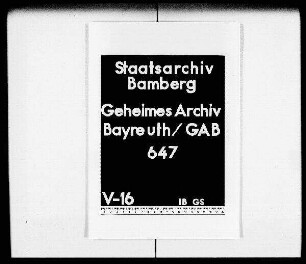 Staatsarchiv
Bamberg
Geheimes Archiv
Bayreuth/GAB
647
V-16 IB GS